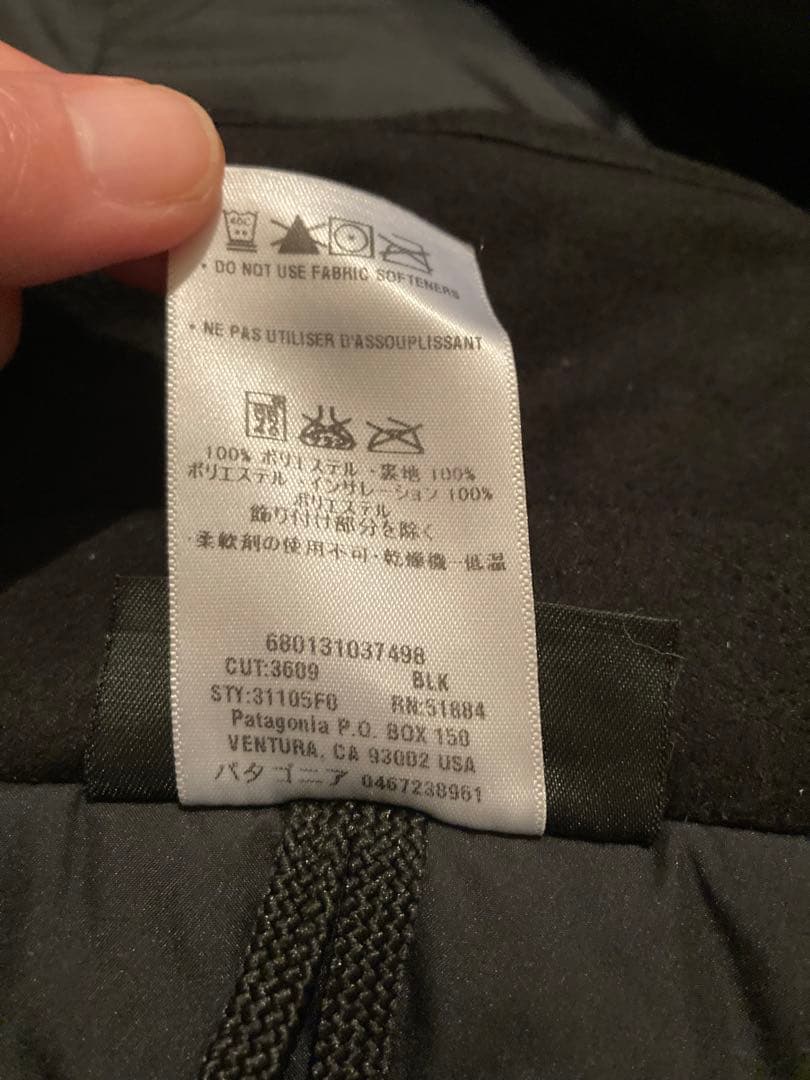 40C
• DO NOT USE FABRIC SOFTENERS
• NE PAS UTILISER D'ASSOUPLISSANT
100% ポリエステル・裏地 100%
ポリエステル・インサレーション 100%
ポリエステル
飾り付け部分を除く
・柔軟剤の使用不可・乾燥機－低温
680131037498
CUT:3609 BLK
STY:31105F0 RN:51884
Patagonia P.O. BOX 150
VENTURA, CA 93002 USA
パタゴニア 0467238961